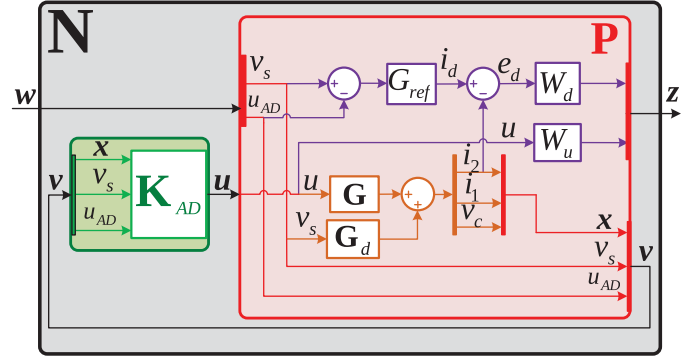 N
P
w
v_s
u_AD
+
−
G_ref
i_d
+
−
e_d
W_d
z
x
v_s
u_AD
K_AD
v
u
u
W_u
u
G
v_s
G_d
+
+
i_2
i_1
v_c
x
v_s
u_AD
v